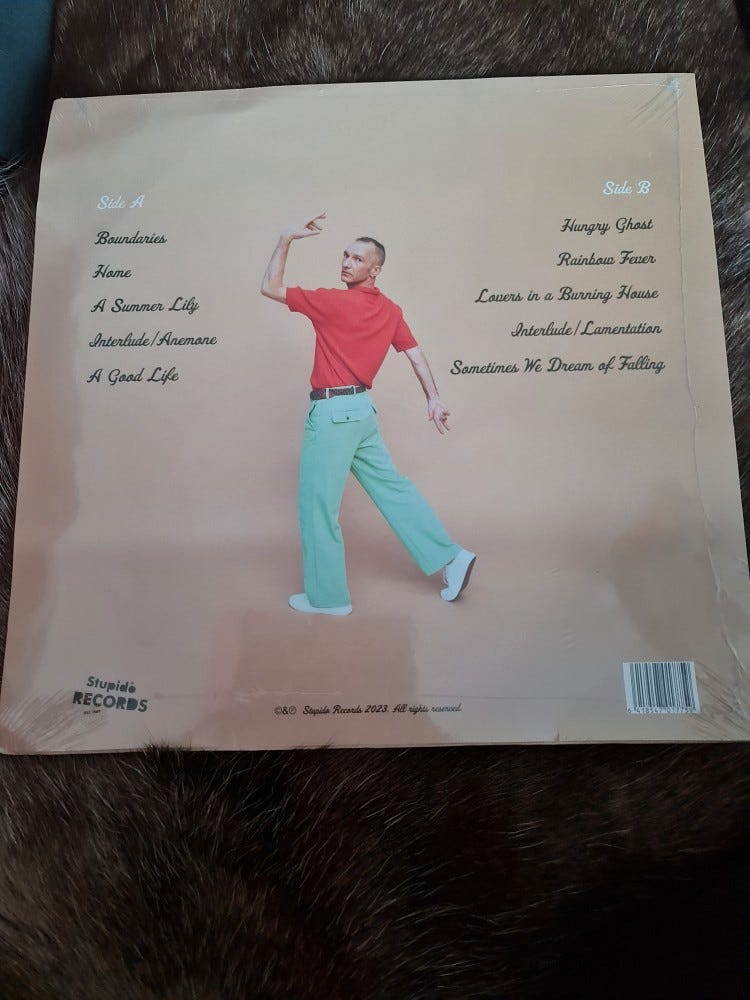 Side A
Boundaries
Home
A Summer Lily
Interlude/Anemone
A Good Life
Side B
Hungry Ghost
Rainbow Fever
Lovers in a Burning House
Interlude/Lamentation
Sometimes We Dream of Falling
Stupido
RECORDS
©&℗ Stupido Records 2023. All rights reserved